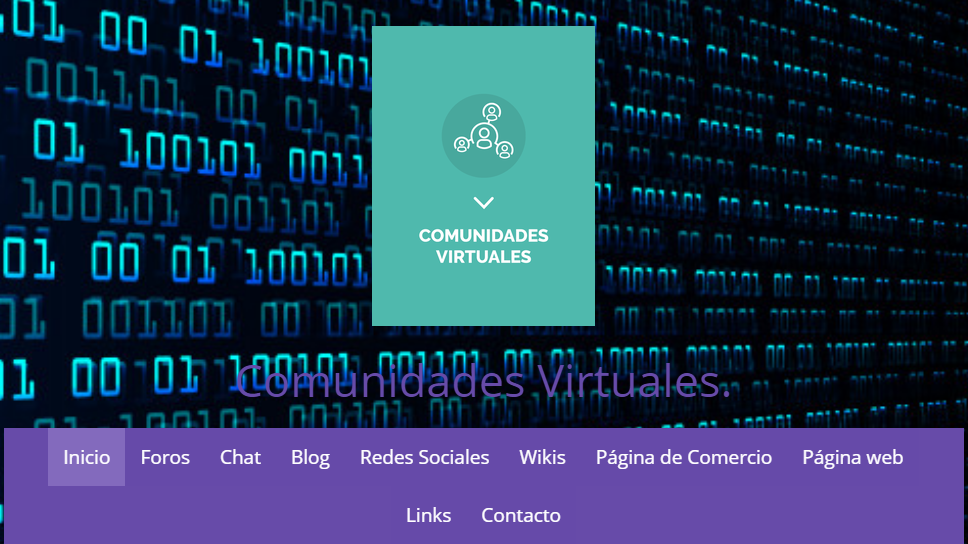 COMUNIDADES
VIRTUALES
Comunidades Virtuales.
Inicio Foros Chat Blog Redes Sociales Wikis Página de Comercio Página web
Links Contacto